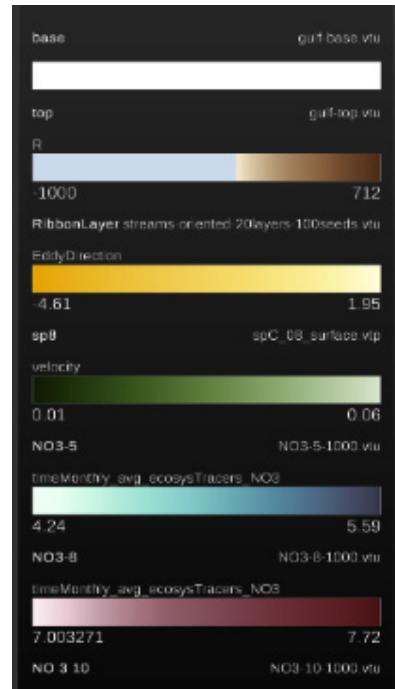 base gulf-base.vtu
top gulf-top.vtu
R
-1000 712
RibbonLayer streams-oriented-20layers-100seeds.vtu
EddyDirection
-4.61 1.95
sp8 spC_08_surface.vtp
velocity
0.01 0.06
NO3-5 NO3-5-1000.vtu
timeMonthly_avg_ecosysTracers_NO3
4.24 5.59
NO3-8 NO3-8-1000.vtu
timeMonthly_avg_ecosysTracers_NO3
7.003271 7.72
NO 3 10 NO3-10-1000.vtu